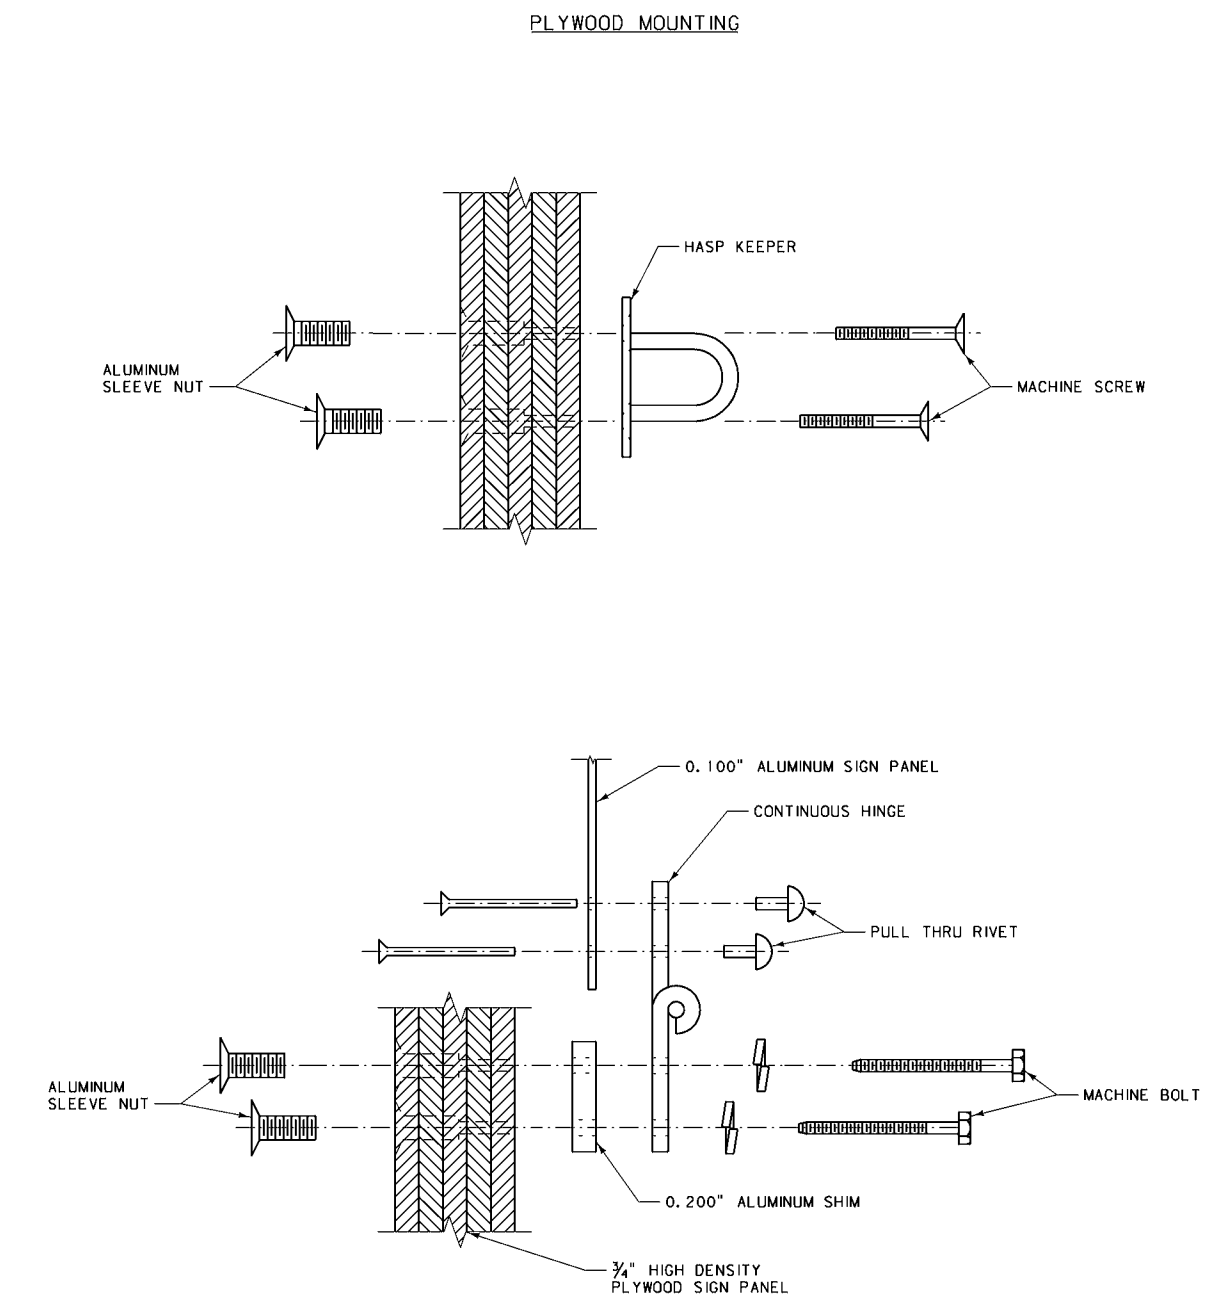 PLYWOOD MOUNTING
HASP KEEPER
ALUMINUM
SLEEVE NUT
MACHINE SCREW
0.100" ALUMINUM SIGN PANEL
CONTINUOUS HINGE
PULL THRU RIVET
ALUMINUM
SLEEVE NUT
MACHINE BOLT
0.200" ALUMINUM SHIM
3/4" HIGH DENSITY
PLYWOOD SIGN PANEL